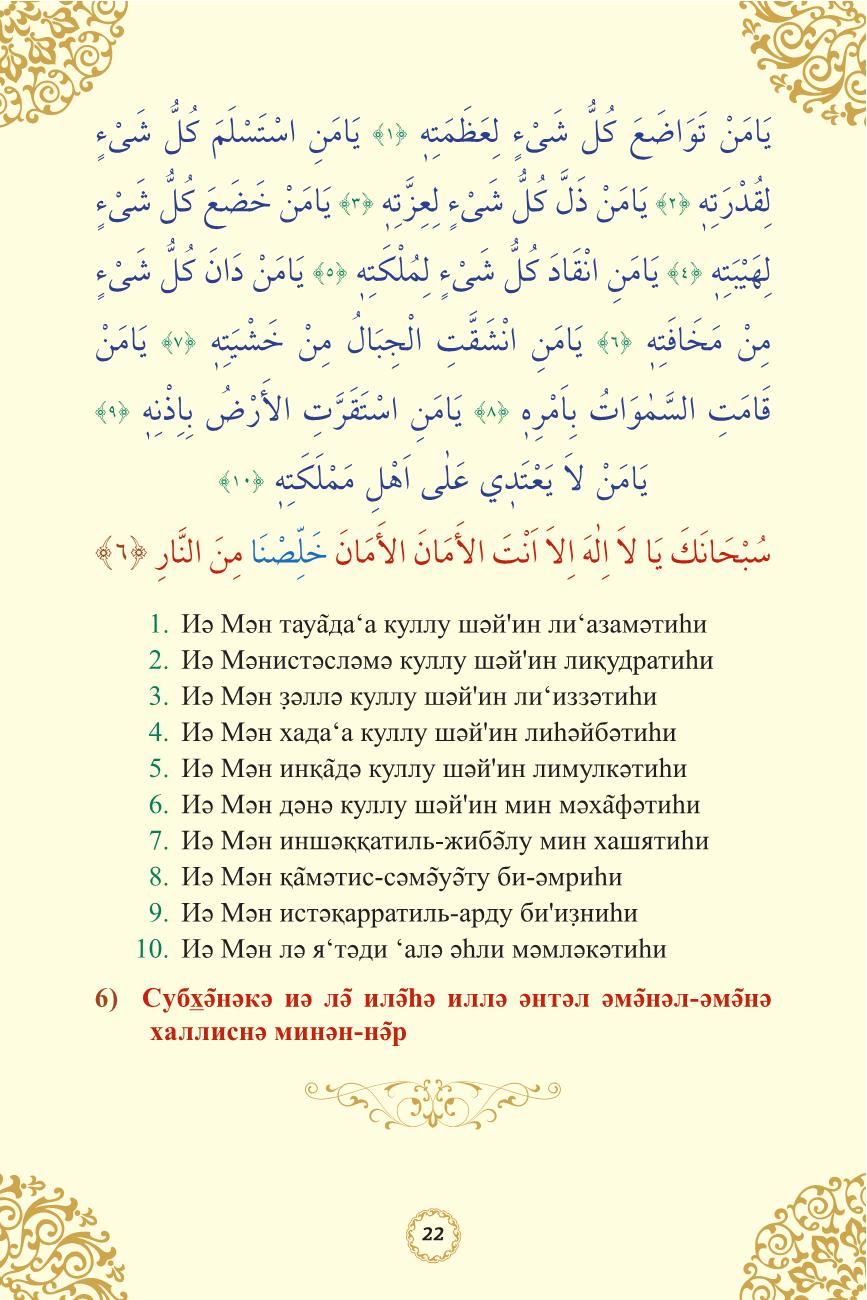 يَامَنْ تَوَاضَعَ كُلُّ شَىْءٍ لِعَظَمَتِهٖ ﴿١﴾ يَامَنِ اسْتَسْلَمَ كُلُّ شَىْءٍ
لِقُدْرَتِهٖ ﴿٢﴾ يَامَنْ ذَلَّ كُلُّ شَىْءٍ لِعِزَّتِهٖ ﴿٣﴾ يَامَنْ خَضَعَ كُلُّ شَىْءٍ
لِهَيْبَتِهٖ ﴿٤﴾ يَامَنِ انْقَادَ كُلُّ شَىْءٍ لِمُلْكَتِهٖ ﴿٥﴾ يَامَنْ دَانَ كُلُّ شَىْءٍ
مِنْ مَخَافَتِهٖ ﴿٦﴾ يَامَنِ انْشَقَّتِ الْجِبَالُ مِنْ خَشْيَتِهٖ ﴿٧﴾ يَامَنْ
قَامَتِ السَّمٰوَاتُ بِاَمْرِهٖ ﴿٨﴾ يَامَنِ اسْتَقَرَّتِ الأَرْضُ بِاِذْنِهٖ ﴿٩﴾
يَامَنْ لاَ يَعْتَدٖي عَلٰى اَهْلِ مَمْلَكَتِهٖ ﴿١٠﴾
سُبْحَانَكَ يَا لاَ اِلٰهَ اِلاَ اَنْتَ الأَمَانَ الأَمَانَ خَلِّصْنَا مِنَ النَّارِ ﴿٦﴾
1. Иә Мән тауа̃да‘а куллу шәй'ин ли‘азамәтиһи
2. Иә Мәнистәсләмә куллу шәй'ин лиқудратиһи
3. Иә Мән ҙәллә куллу шәй'ин ли‘иззәтиһи
4. Иә Мән хада‘а куллу шәй'ин лиһәйбәтиһи
5. Иә Мән инқа̃дә куллу шәй'ин лимулкәтиһи
6. Иә Мән дәнә куллу шәй'ин мин мәха̃фәтиһи
7. Иә Мән иншәққатиль-жибә̃лу мин хашятиһи
8. Иә Мән қа̃мәтис-сәмә̃уә̃ту би-әмриһи
9. Иә Мән истәқарратиль-арду би'иҙниһи
10. Иә Мән лә я‘тәди ‘алә әһли мәмләкәтиһи
6) Субх̲ә̃нәкә иә лә̃ илә̃һә иллә әнтәл әмә̃нәл-әмә̃нә
халлиснә минән-нә̃р
22